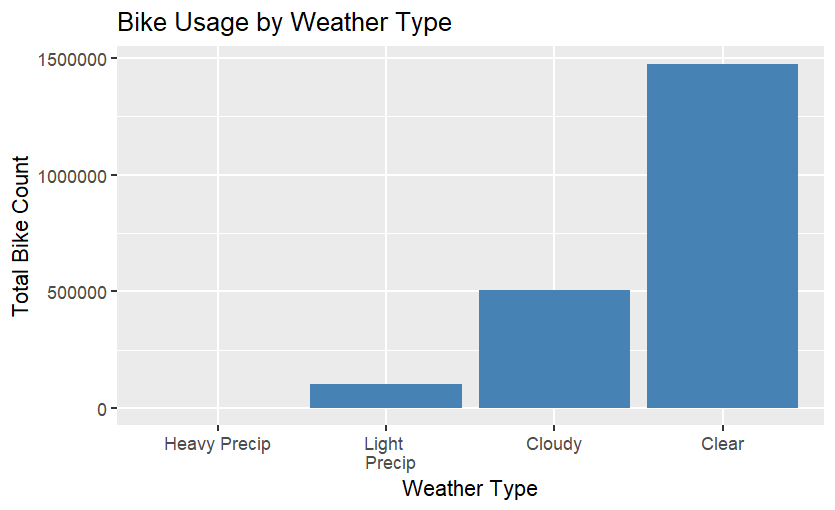 Bike Usage by Weather Type
Total Bike Count
1500000
1000000
500000
0
Heavy Precip
Light
Precip
Cloudy
Clear
Weather Type